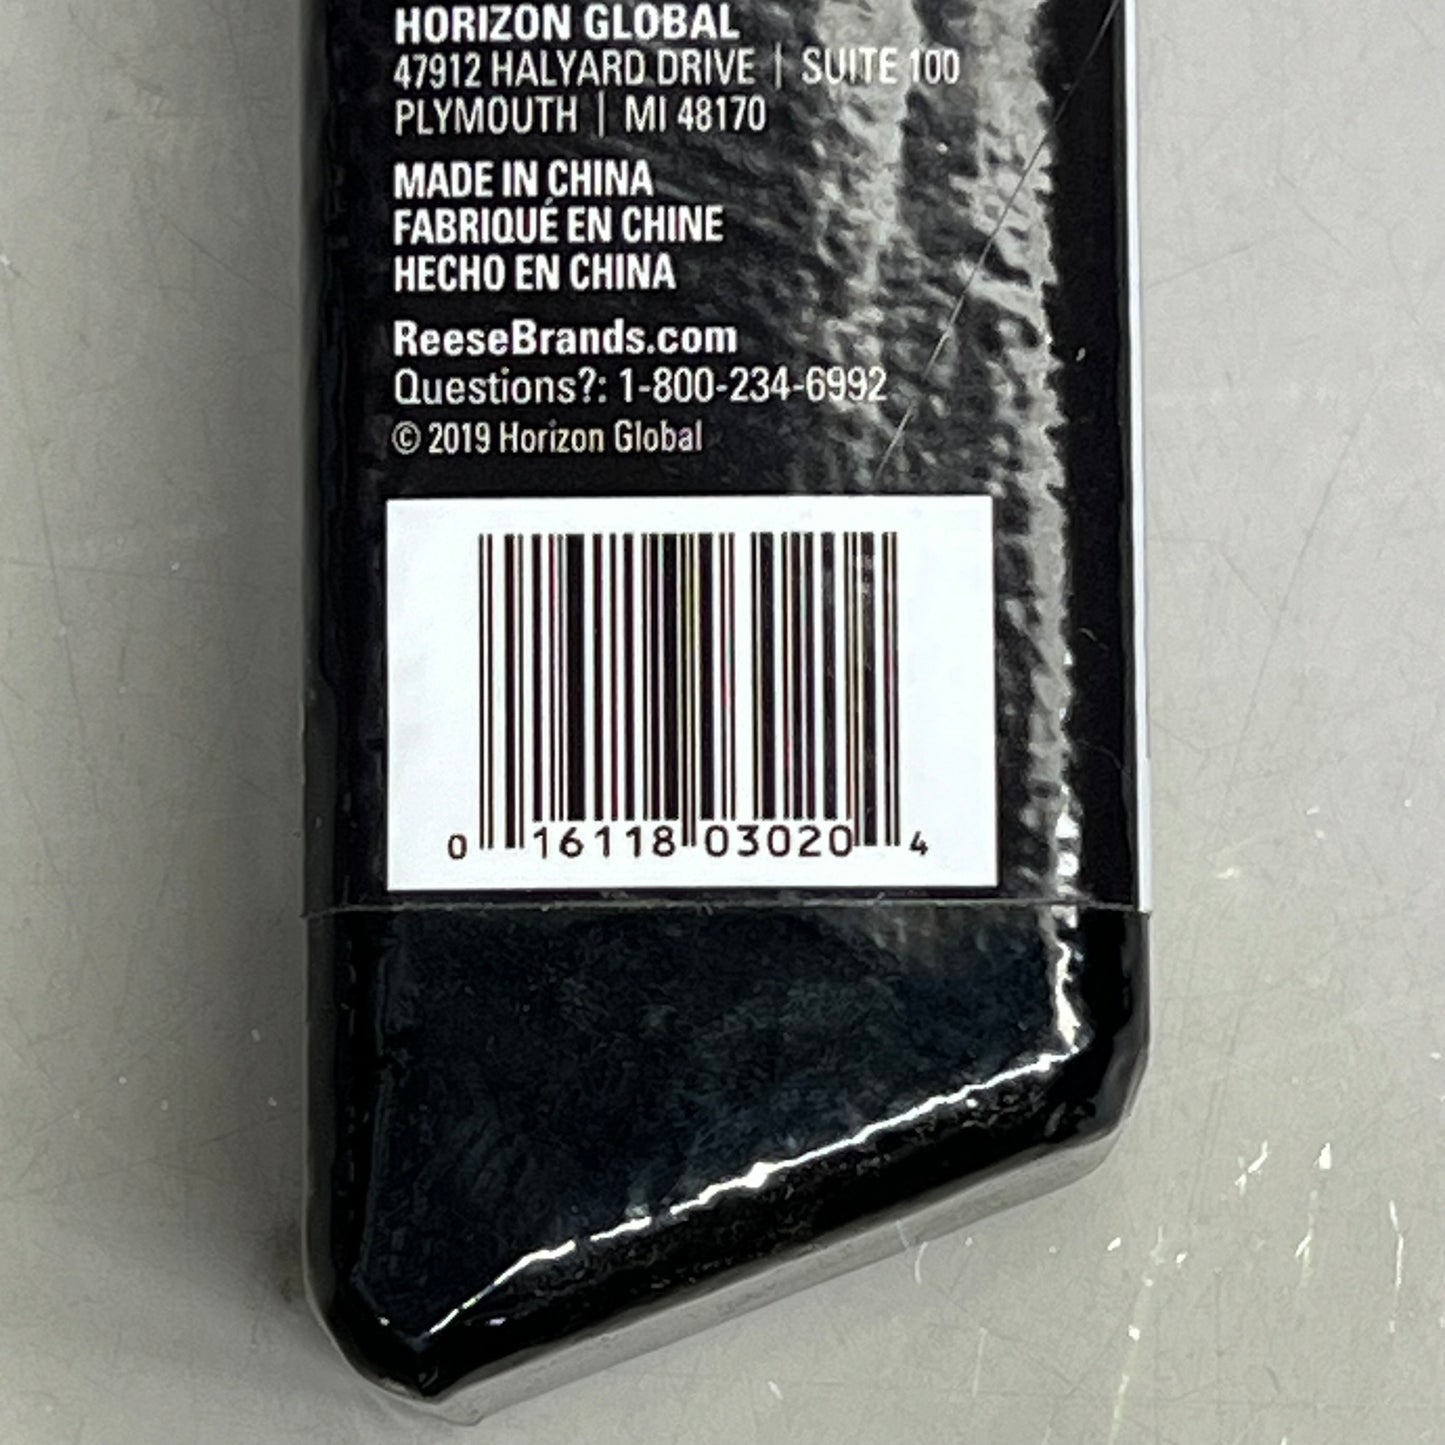 HORIZON GLOBAL
47912 HALYARD DRIVE | SUITE 100
PLYMOUTH | MI 48170
MADE IN CHINA
FABRIQUÉ EN CHINE
HECHO EN CHINA
ReeseBrands.com
Questions?: 1-800-234-6992
© 2019 Horizon Global
0 16118 03020 4